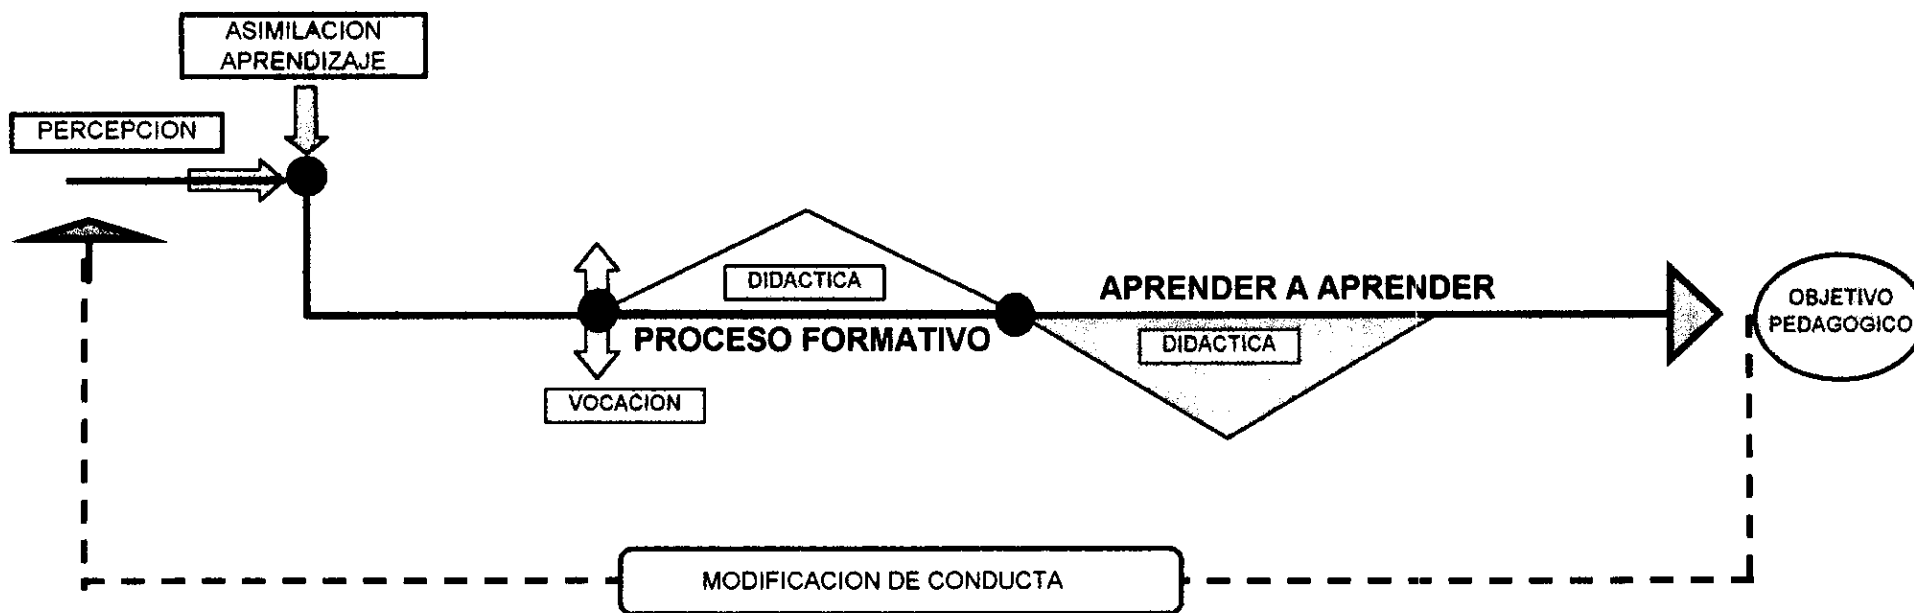 ASIMILACION
APRENDIZAJE
PERCEPCION
DIDACTICA
APRENDER A APRENDER
OBJETIVO
PEDAGOGICO
PROCESO FORMATIVO
DIDACTICA
VOCACION
MODIFICACION DE CONDUCTA